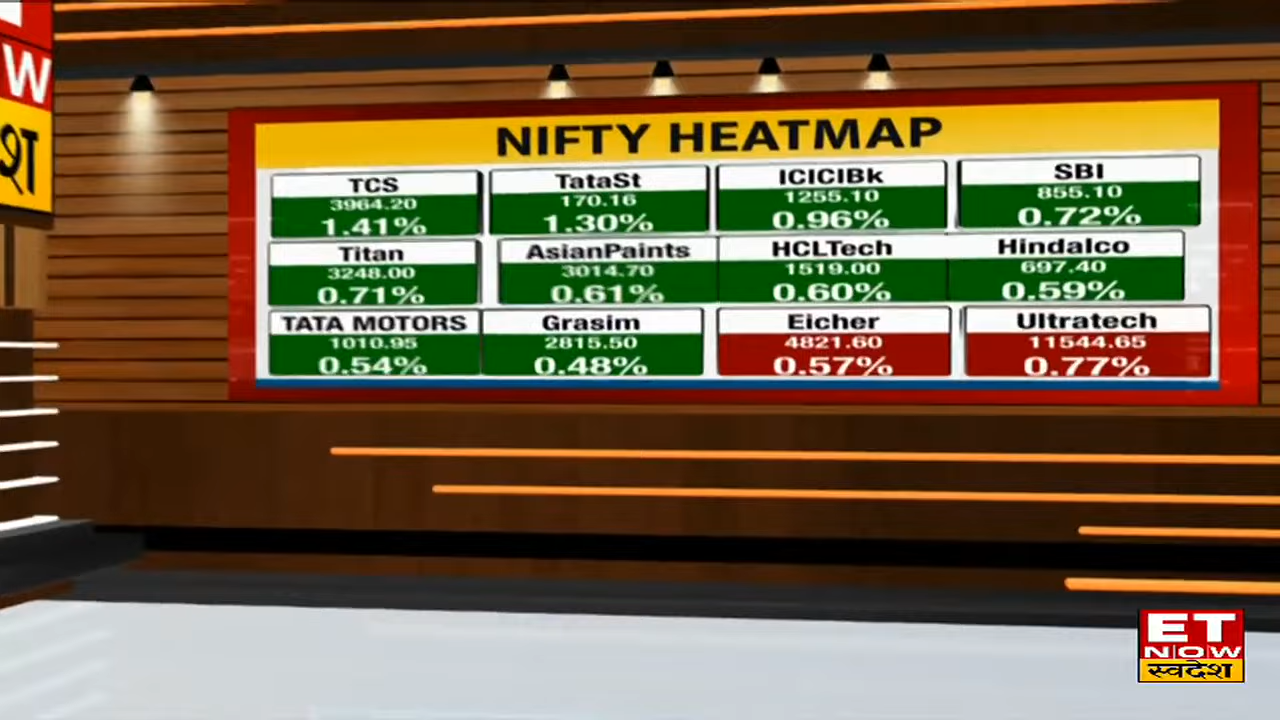 W
श
NIFTY HEATMAP
TCS
3964.20
1.41%
TataSt
170.16
1.30%
ICICIBk
1255.10
0.96%
SBI
855.10
0.72%
Titan
3248.00
0.71%
AsianPaints
3014.70
0.61%
HCLTech
1519.00
0.60%
Hindalco
697.40
0.59%
TATA MOTORS
1010.95
0.54%
Grasim
2815.50
0.48%
Eicher
4821.60
0.57%
Ultratech
11544.65
0.77%
ET
NOW
स्वदेश